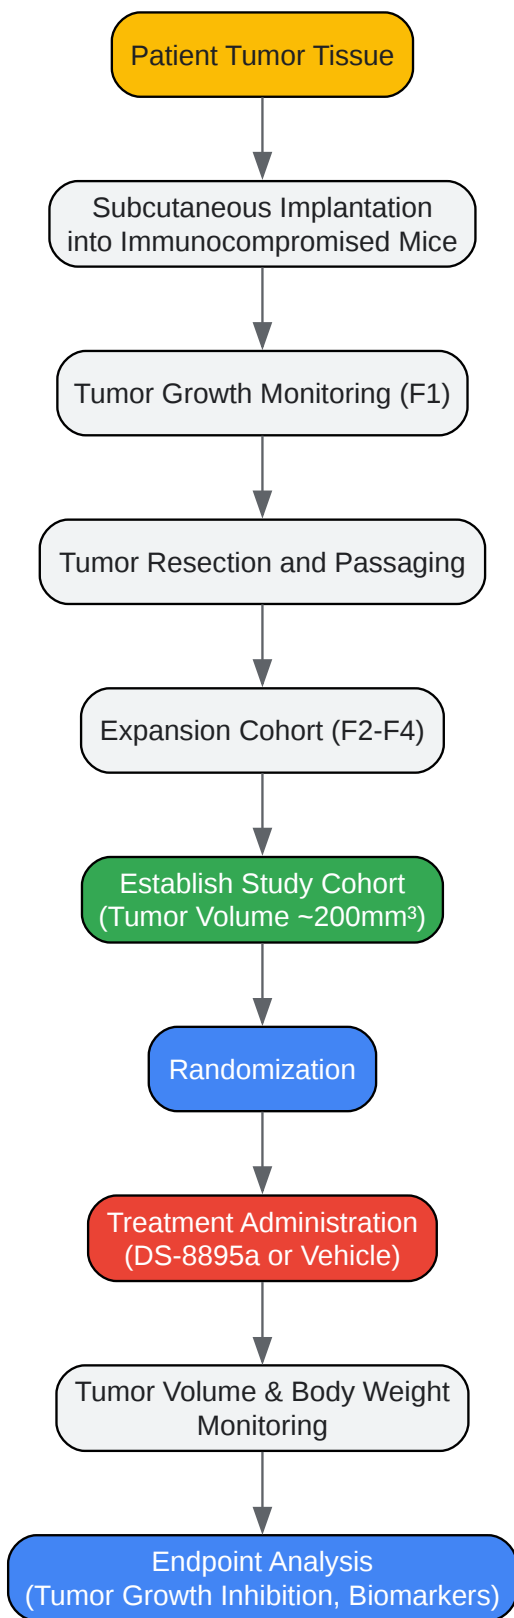 Patient Tumor Tissue
Subcutaneous Implantation
into Immunocompromised Mice
Tumor Growth Monitoring (F1)
Tumor Resection and Passaging
Expansion Cohort (F2-F4)
Establish Study Cohort
(Tumor Volume ~200mm³)
Randomization
Treatment Administration
(DS-8895a or Vehicle)
Tumor Volume & Body Weight
Monitoring
Endpoint Analysis
(Tumor Growth Inhibition, Biomarkers)